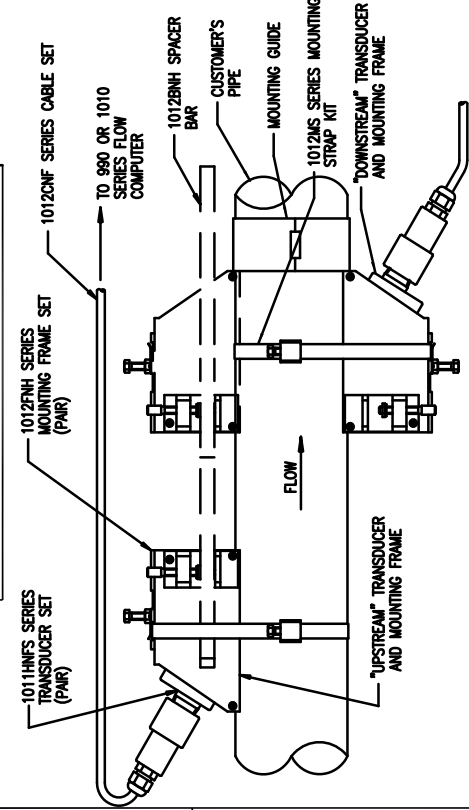 1011HNFS SERIES
TRANSDUCER SET
(PAIR)
1012FNH SERIES
MOUNTING FRAME SET
(PAIR)
1012CNF SERIES CABLE SET
TO 990 OR 1010
SERIES FLOW
COMPUTER
1012BNH SPACER
BAR
CUSTOMER'S
PIPE
MOUNTING GUIDE
1012MS SERIES MOUNTING
STRAP KIT
"DOWNSTREAM" TRANSDUCER
AND MOUNTING FRAME
FLOW
"UPSTREAM" TRANSDUCER
AND MOUNTING FRAME